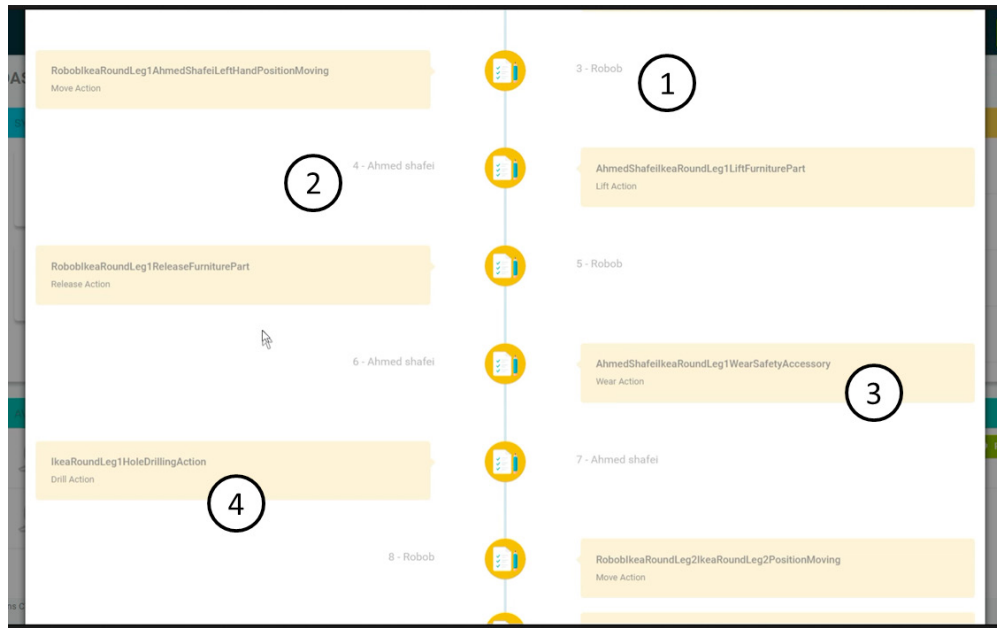 RobobIkeaRoundLeg1AhmedShafeiLeftHandPositionMoving
Move Action
3 - Robob
1
4 - Ahmed shafei
2
AhmedShafeiIkeaRoundLeg1LiftFurniturePart
Lift Action
RobobIkeaRoundLeg1ReleaseFurniturePart
Release Action
5 - Robob
6 - Ahmed shafei
AhmedShafeiIkeaRoundLeg1WearSafetyAccessory
Wear Action
3
IkeaRoundLeg1HoleDrillingAction
Drill Action
4
7 - Ahmed shafei
8 - Robob
RobobIkeaRoundLeg2IkeaRoundLeg2PositionMoving
Move Action